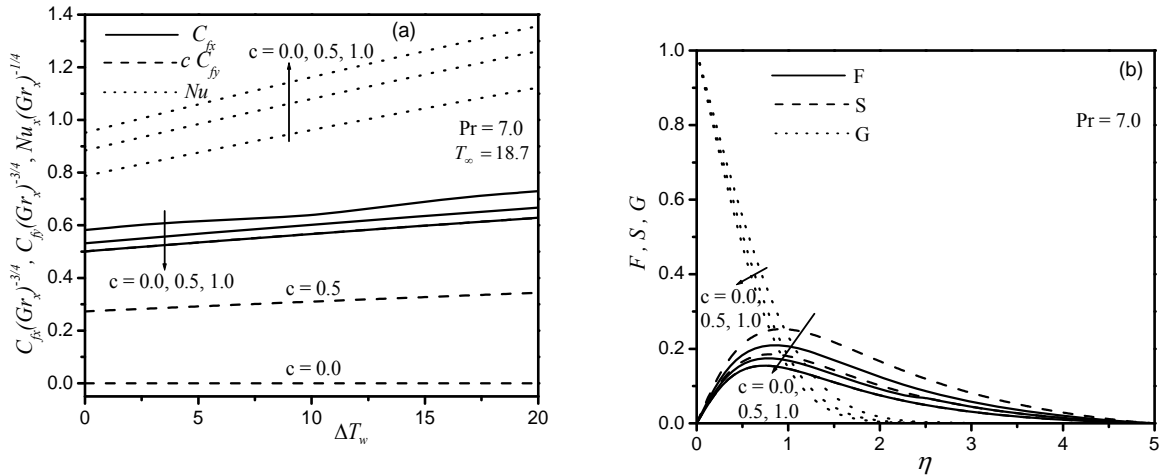 (a)
C_fx
c C_fy
Nu
c = 0.0, 0.5, 1.0
Pr = 7.0
T_∞ = 18.7
c = 0.0, 0.5, 1.0
c = 0.5
c = 0.0
1.4
1.2
1.0
0.8
0.6
0.4
0.2
0.0
0
5
10
15
20
ΔT_w
C_fx(Gr_x)^-3/4 , C_fy(Gr_x)^-3/4 , Nu_x(Gr_x)^-1/4
(b)
F
S
G
Pr = 7.0
c = 0.0,
0.5, 1.0
c = 0.0,
0.5, 1.0
1.0
0.8
0.6
0.4
0.2
0.0
0
1
2
3
4
5
η
F , S , G